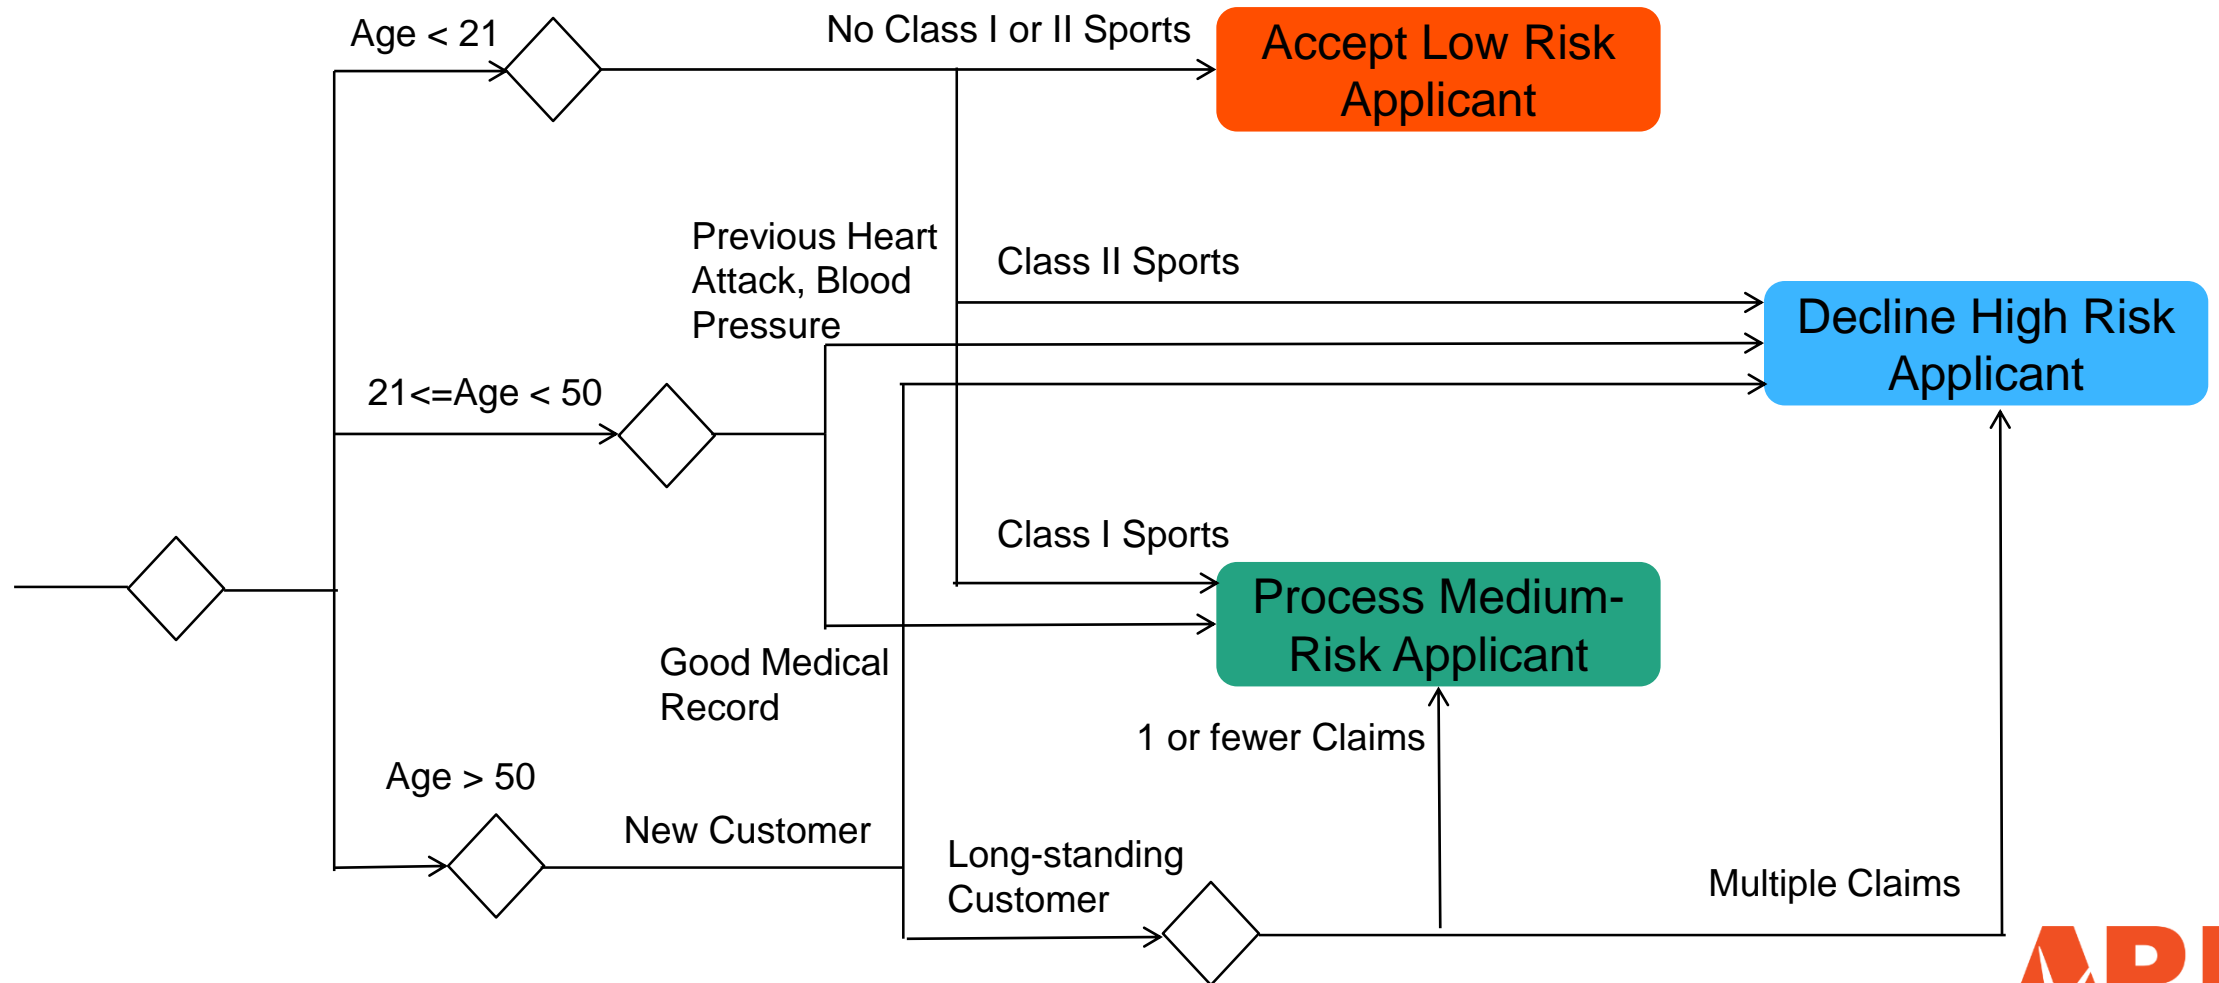 Age < 21
No Class I or II Sports
Accept Low Risk
Applicant
Previous Heart
Attack, Blood
Pressure
Class II Sports
Decline High Risk
Applicant
21<=Age < 50
Class I Sports
Process Medium-
Risk Applicant
Good Medical
Record
1 or fewer Claims
Age > 50
New Customer
Long-standing
Customer
Multiple Claims